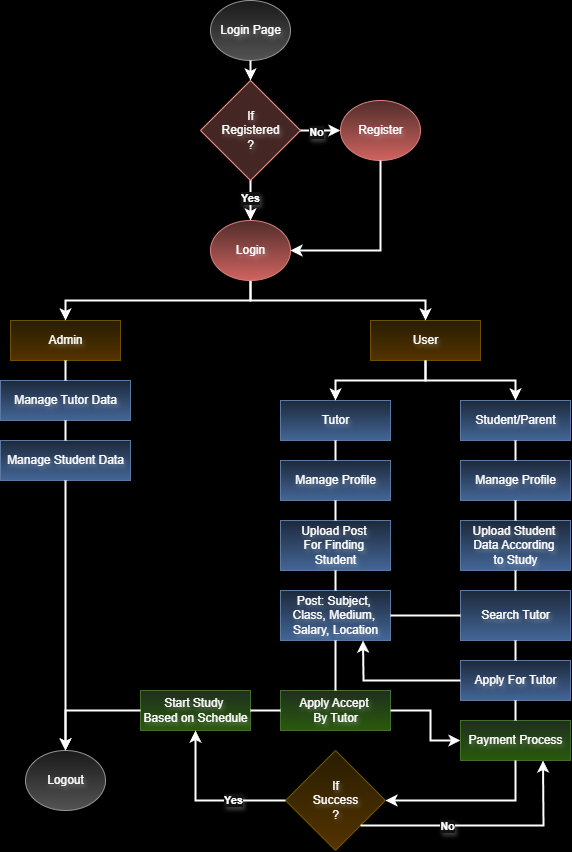 Login Page
If
Registered
?
No
Register
Yes
Login
Admin
User
Manage Tutor Data
Manage Student Data
Tutor
Student/Parent
Manage Profile
Manage Profile
Upload Post
For Finding
Student
Upload Student
Data According
to Study
Post: Subject,
Class, Medium,
Salary, Location
Search Tutor
Apply For Tutor
Start Study
Based on Schedule
Apply Accept
By Tutor
Payment Process
Logout
If
Success
?
Yes
No